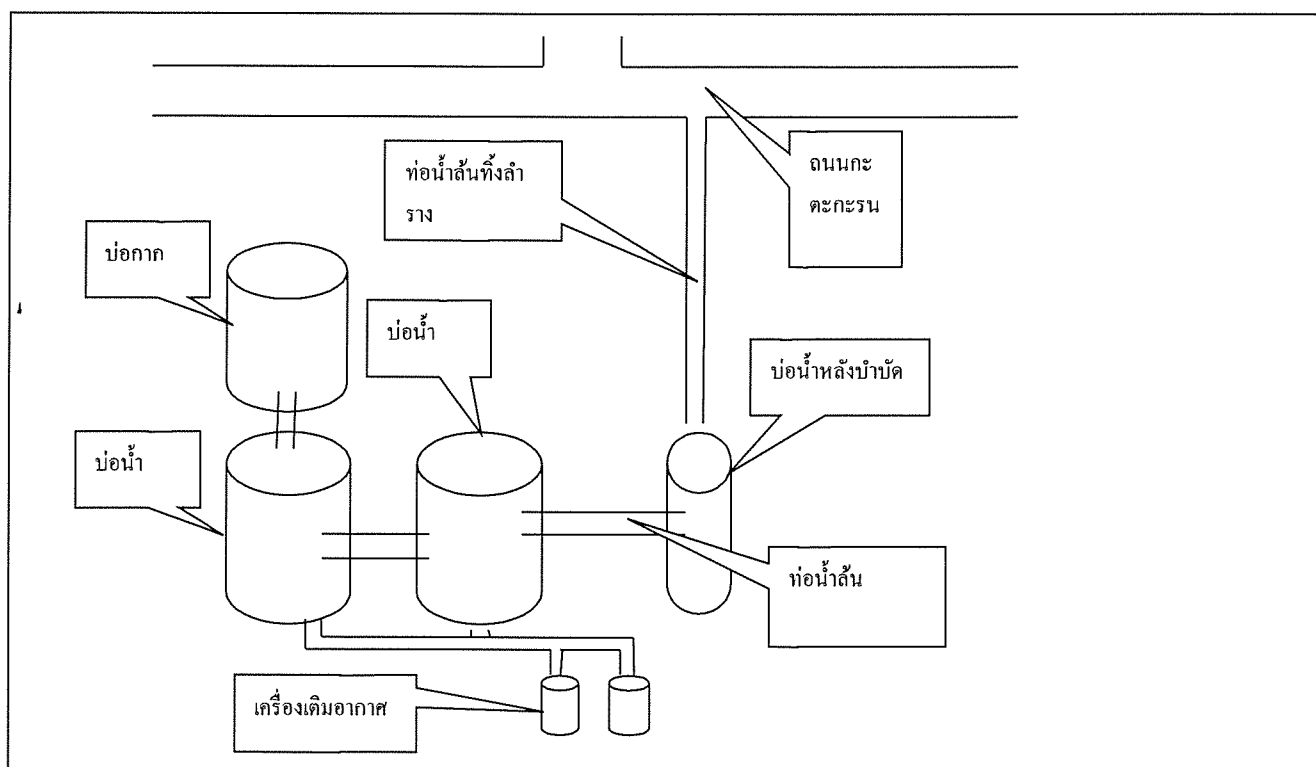 ท่อน้ำล้นทิ้งลำ
ราง
ถนนกะ
ตะกะรน
บ่อกาก
บ่อน้ำ
บ่อน้ำหลังบำบัด
บ่อน้ำ
ท่อน้ำล้น
เครื่องเติมอากาศ